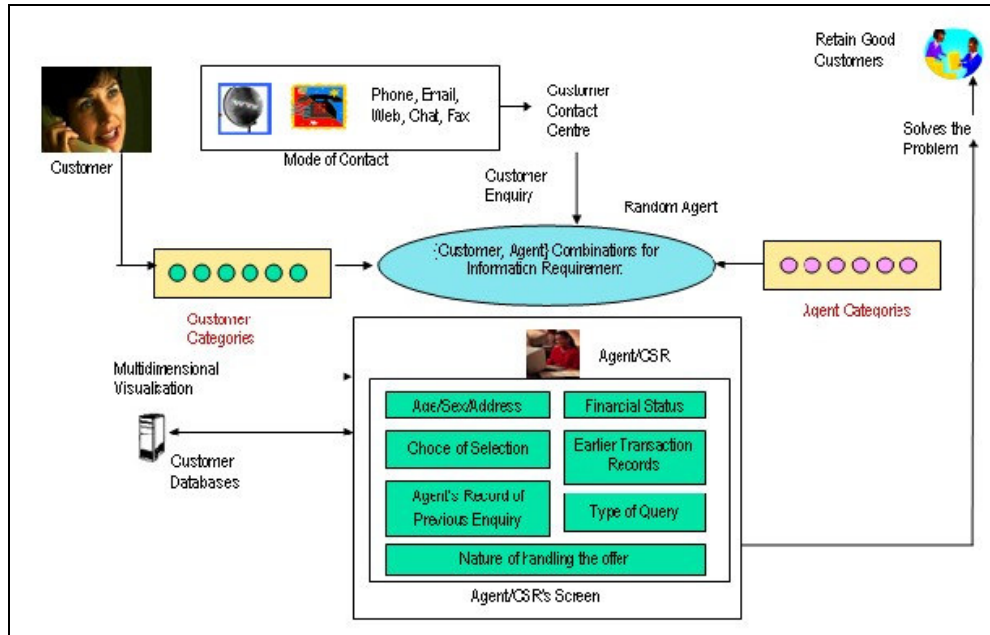 Retain Good
Customers
Phone, Email,
Web, Chat, Fax
Customer
Contact
Centre
Solves the
Problem
Mode of Contact
Customer
Customer
Enquiry
Random Agent
{Customer, Agent} Combinations for
Information Requirement
Customer
Categories
Agent Categories
Agent/CSR
Multidimensional
Visualisation
Age/Sex/Address
Financial Status
Choice of Selection
Earlier Transaction
Records
Customer
Databases
Agent's Record of
Previous Enquiry
Type of Query
Nature of handling the offer
Agent/CSR's Screen